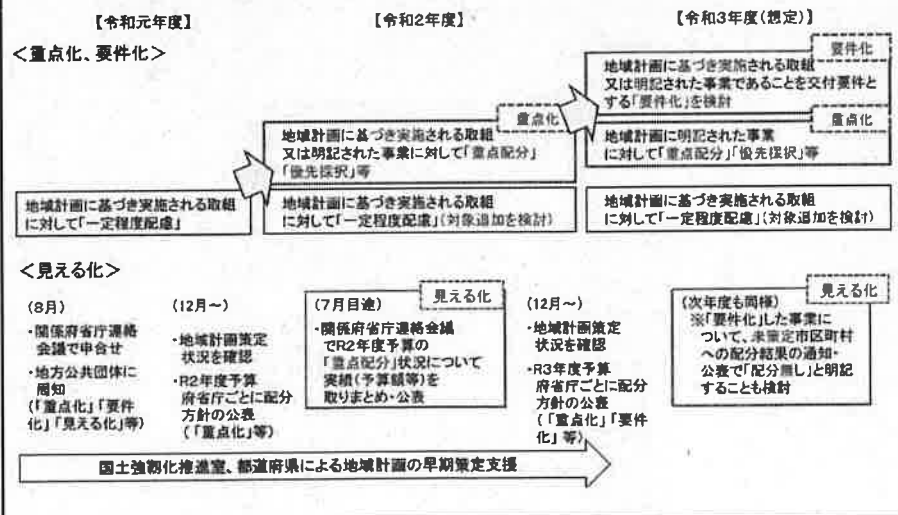 【令和元年度】
【令和2年度】
【令和3年度(想定)】
<重点化、要件化>
要件化
地域計画に基づき実施される取組
又は明記された事業であることを交付要件と
する「要件化」を検討
重点化
地域計画に明記された事業
に対して「重点配分」「優先採択」等
重点化
地域計画に基づき実施される取組
又は明記された事業に対して「重点配分」
「優先採択」等
地域計画に基づき実施される取組
に対して「一定程度配慮」
地域計画に基づき実施される取組
に対して「一定程度配慮」(対象追加を検討)
地域計画に基づき実施される取組
に対して「一定程度配慮」(対象追加を検討)
<見える化>
(8月)
・関係府省庁連絡
会議で申合せ
・地方公共団体に
周知
(「重点化」「要件
化」「見える化」等)
(12月~)
・地域計画策定
状況を確認
・R2年度予算
府省庁ごとに配分
方針の公表
(「重点化」等)
見える化
(7月目途)
・関係府省庁連絡会議
でR2年度予算の
「重点配分」状況について
実績(予算額等)を
取りまとめ・公表
(12月~)
・地域計画策定
状況を確認
・R3年度予算
府省庁ごとに配分
方針の公表
(「重点化」「要件
化」等)
見える化
(次年度も同様)
※「要件化」した事業に
ついて、未策定市区町村
への配分結果の通知・
公表で「配分無し」と明記
することも検討
国土強靱化推進室、都道府県による地域計画の早期策定支援